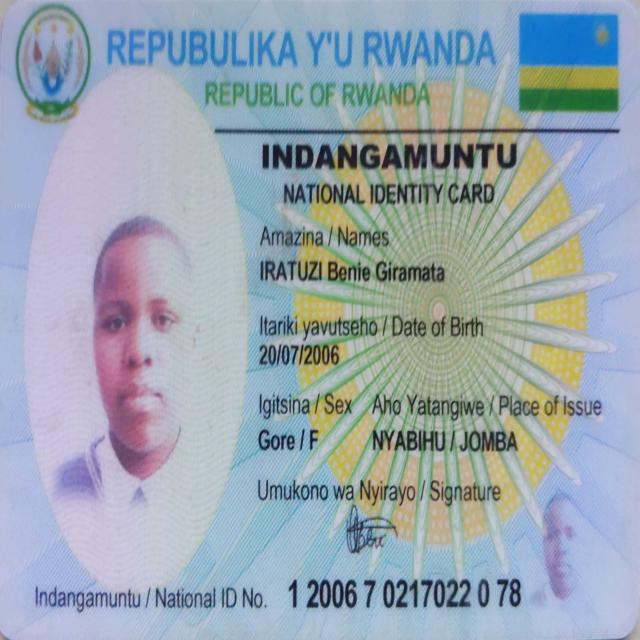 REPUBULIKA Y'U RWANDA
REPUBLIC OF RWANDA
INDANGAMUNTU
NATIONAL IDENTITY CARD
Amazina / Names
IRATUZI Benie Giramata
Itariki yavutseho / Date of Birth
20/07/2006
Igitsina / Sex Aho Yatangiwe / Place of Issue
Gore / F NYABIHU / JOMBA
Umukono wa Nyirayo / Signature
Indangamuntu / National ID No. 1 2006 7 0217022 0 78